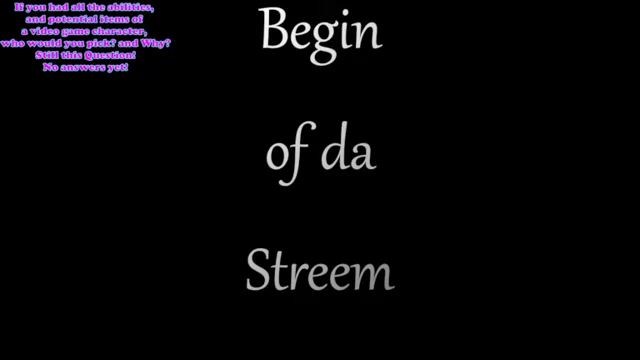 If you had all the abilities,
and potential items of
a video game character,
who would you pick? and Why?
Still this Question!
No answers yet!
Begin
of da
Streem